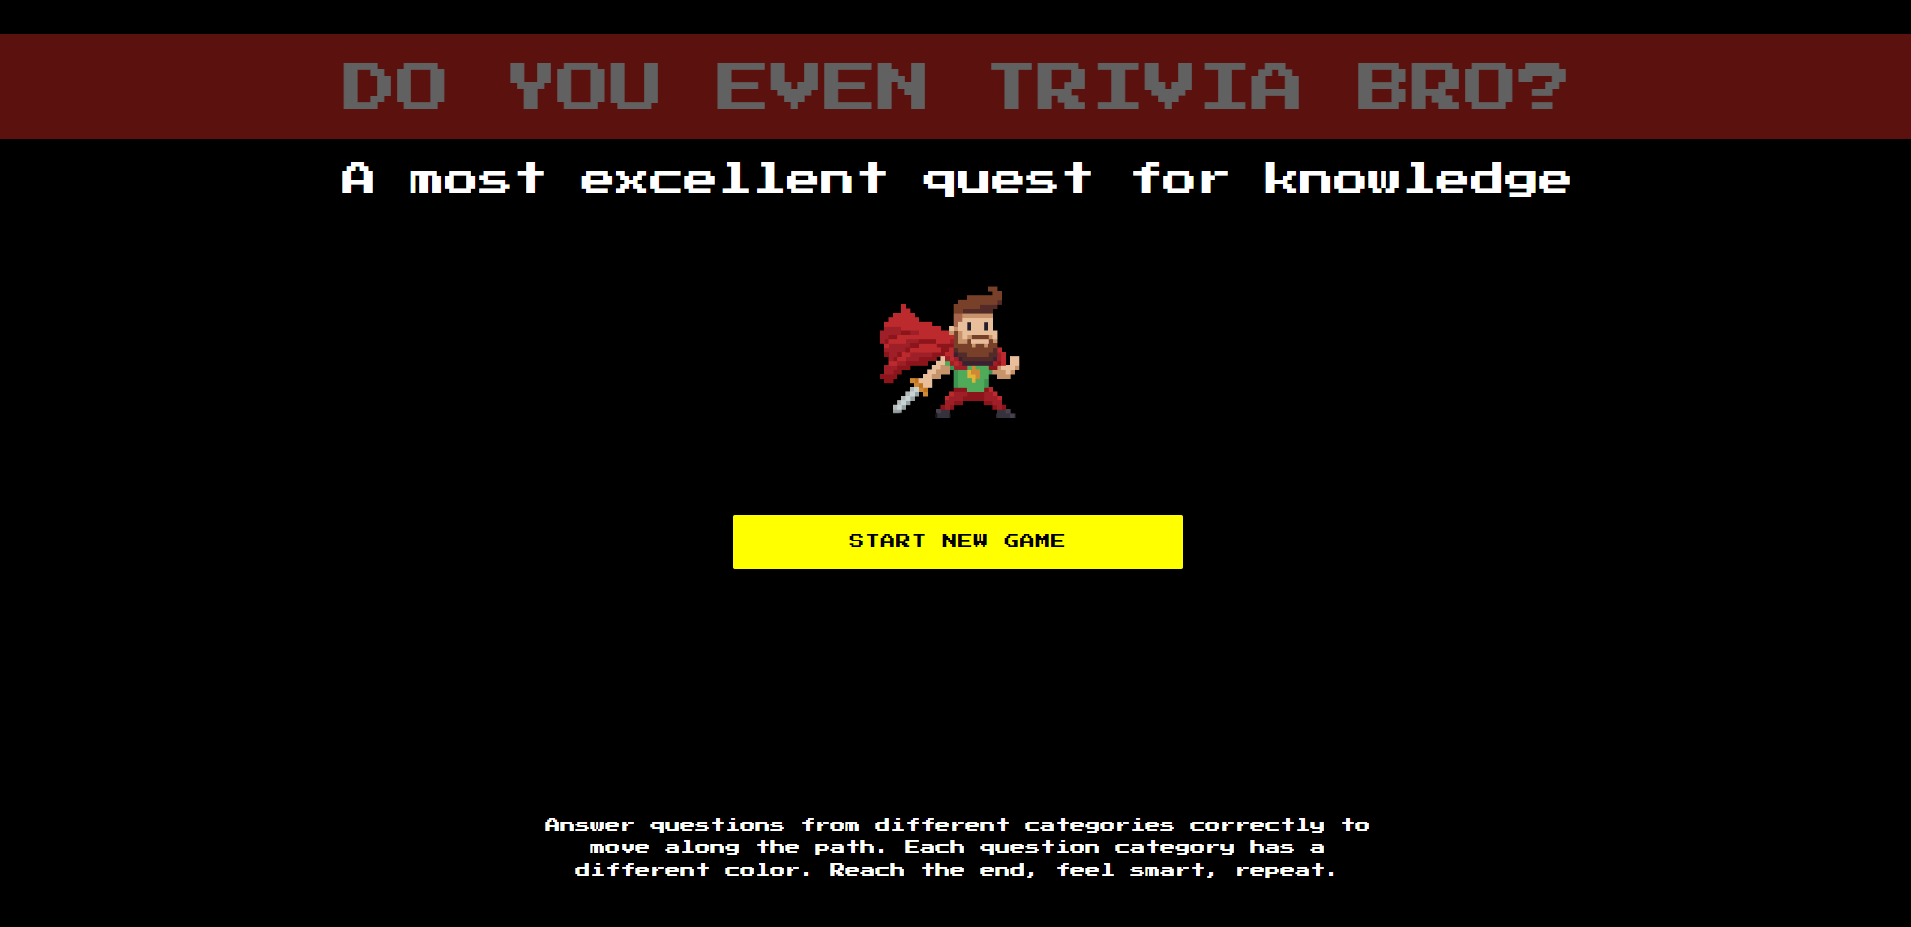 DO YOU EVEN TRIVIA BRO?
A most excellent quest for knowledge
START NEW GAME
Answer questions from different categories correctly to
move along the path. Each question category has a
different color. Reach the end, feel smart, repeat.